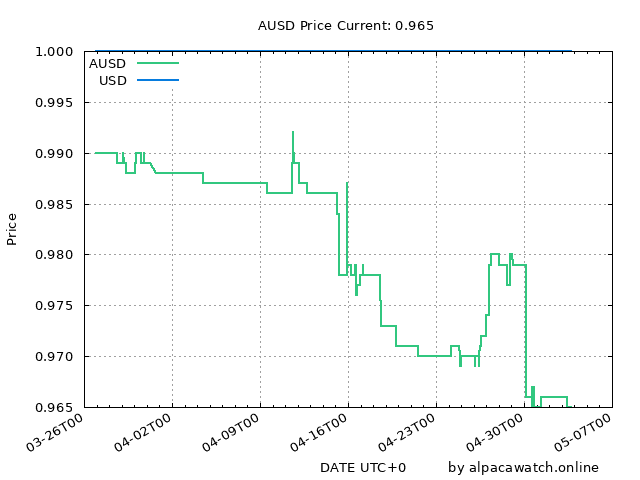 AUSD Price Current: 0.965
1.000
AUSD
USD
0.995
0.990
0.985
0.980
0.975
0.970
0.965
Price
03-26T00 04-02T00 04-09T00 04-16T00 04-23T00 04-30T00 05-07T00
DATE UTC+0 by alpacawatch.online